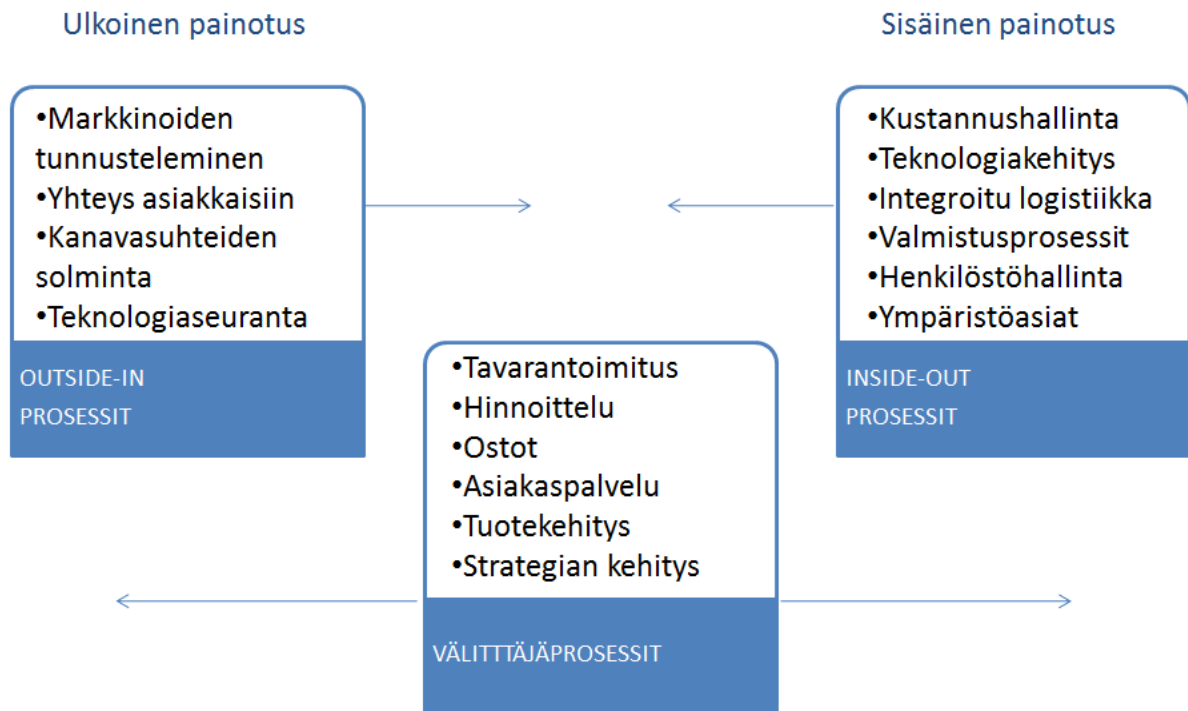 Ulkoinen painotus
Sisäinen painotus
•Markkinoiden
tunnusteleminen
•Yhteys asiakkaisiin
•Kanavasuhteiden
solminta
•Teknologiaseuranta
OUTSIDE-IN
PROSESSIT
•Tavarantoimitus
•Hinnoittelu
•Ostot
•Asiakaspalvelu
•Tuotekehitys
•Strategian kehitys
VÄLITTTÄJÄPROSESSIT
•Kustannushallinta
•Teknologiakehitys
•Integroitu logistiikka
•Valmistusprosessit
•Henkilöstöhallinta
•Ympäristöasiat
INSIDE-OUT
PROSESSIT